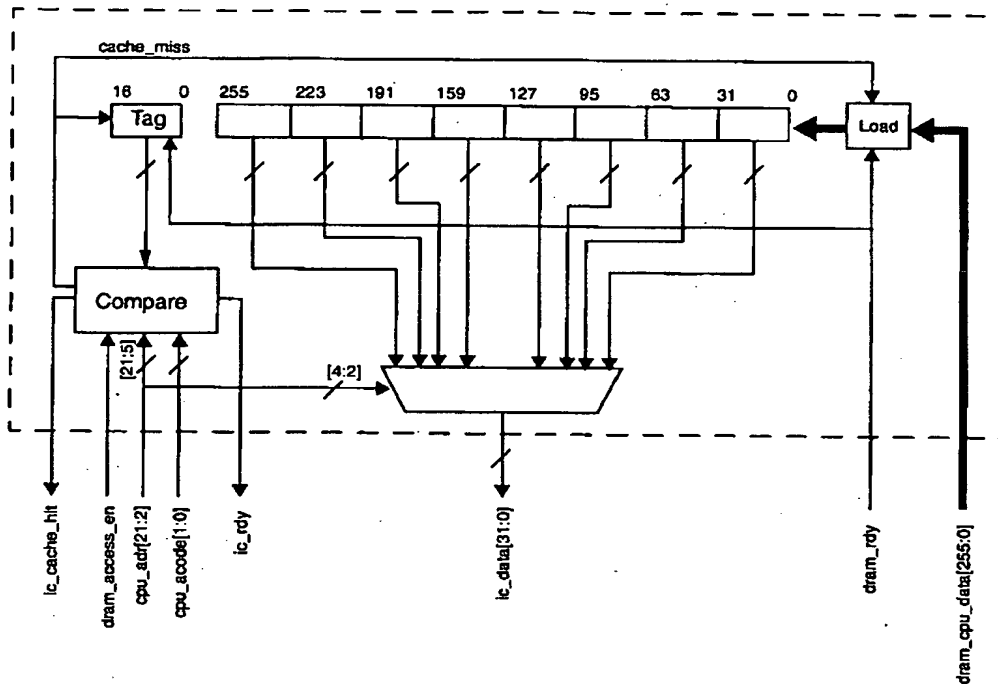 cache_miss
16 0 255 223 191 159 127 95 63 31 0
Tag
Load
Compare
[21:5]
[4:2]
ic_cache_hit
dram_access_en
cpu_adr[21:2]
cpu_acode[1:0]
ic_rdy
ic_data[31:0]
dram_rdy
dram_cpu_data[255:0]